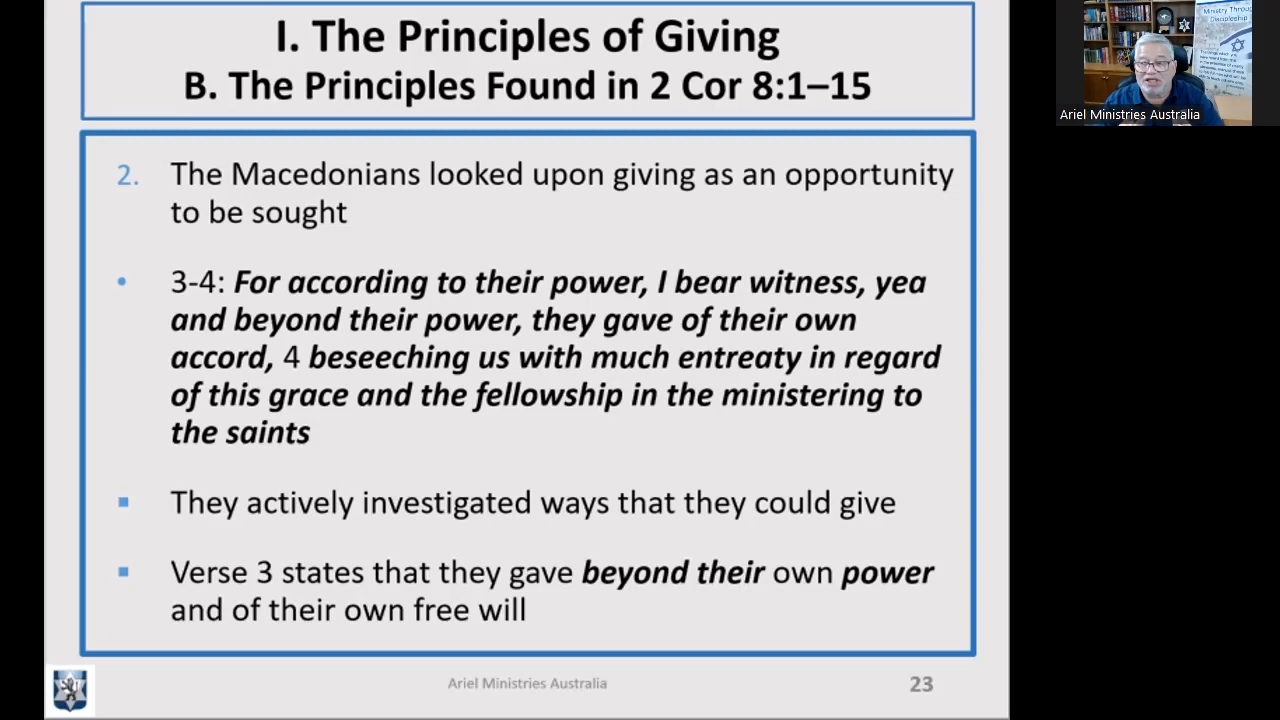 I. The Principles of Giving
B. The Principles Found in 2 Cor 8:1–15
2. The Macedonians looked upon giving as an opportunity
to be sought
• 3-4: For according to their power, I bear witness, yea
and beyond their power, they gave of their own
accord, 4 beseeching us with much entreaty in regard
of this grace and the fellowship in the ministering to
the saints
▪ They actively investigated ways that they could give
▪ Verse 3 states that they gave beyond their own power
and of their own free will
Ariel Ministries Australia
23
Ministry Through
Discipleship
Ariel Ministries Australia